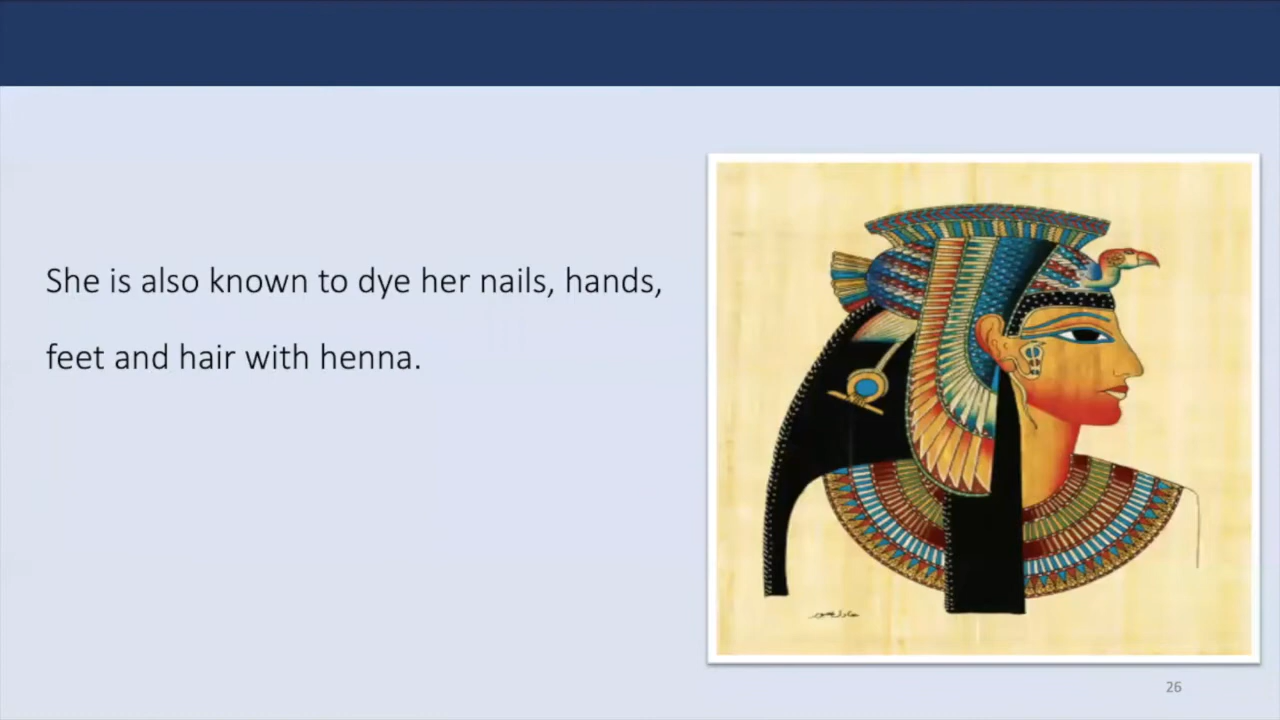 She is also known to dye her nails, hands,
feet and hair with henna.
26